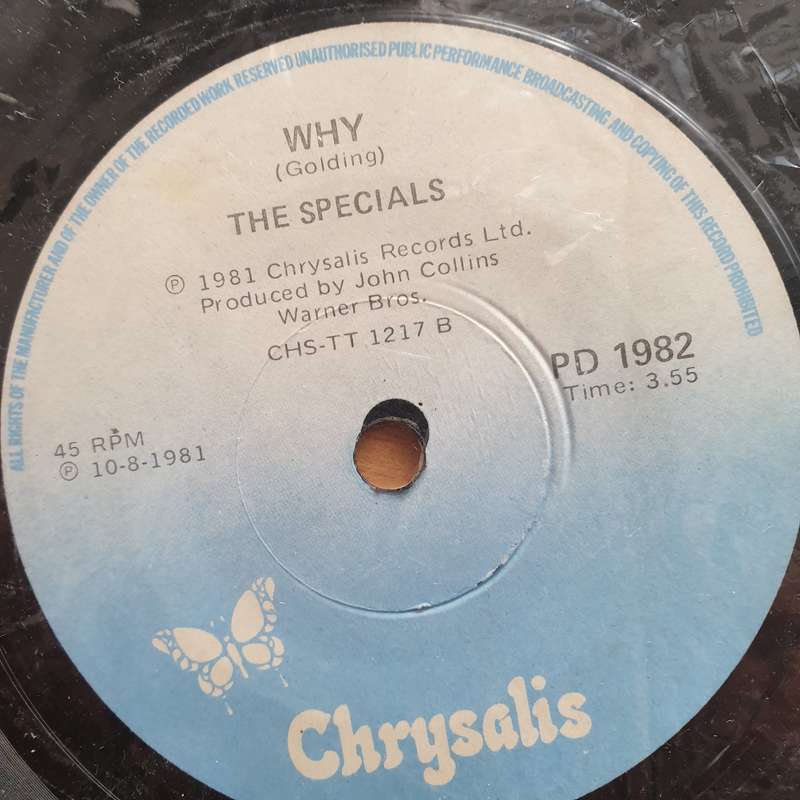 ALL RIGHTS OF THE MANUFACTURER AND OF THE OWNER OF THE RECORDED WORK RESERVED UNAUTHORISED PUBLIC PERFORMANCE BROADCASTING AND COPYING OF THIS RECORD PROHIBITED
WHY
(Golding)
THE SPECIALS
℗ 1981 Chrysalis Records Ltd.
Produced by John Collins
Warner Bros.
CHS-TT 1217 B
PD 1982
Time: 3.55
45 RPM
℗ 10-8-1981
Chrysalis